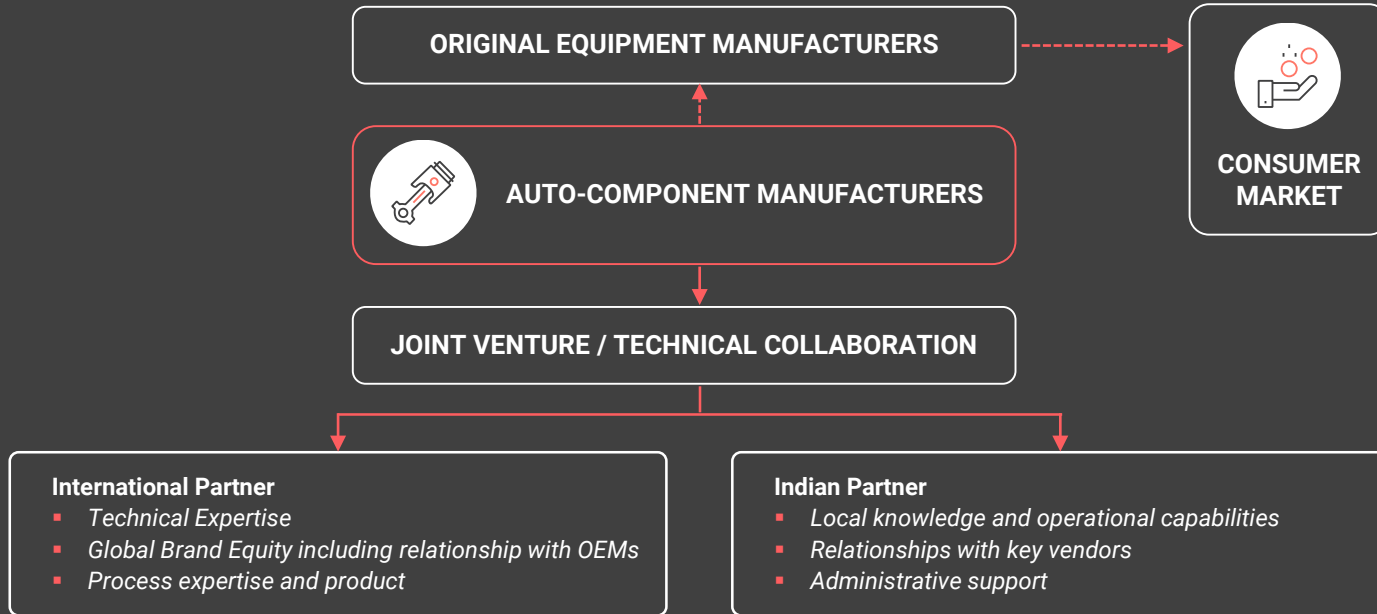 ORIGINAL EQUIPMENT MANUFACTURERS
CONSUMER
MARKET
AUTO-COMPONENT MANUFACTURERS
JOINT VENTURE / TECHNICAL COLLABORATION
International Partner
▪ Technical Expertise
▪ Global Brand Equity including relationship with OEMs
▪ Process expertise and product
Indian Partner
▪ Local knowledge and operational capabilities
▪ Relationships with key vendors
▪ Administrative support